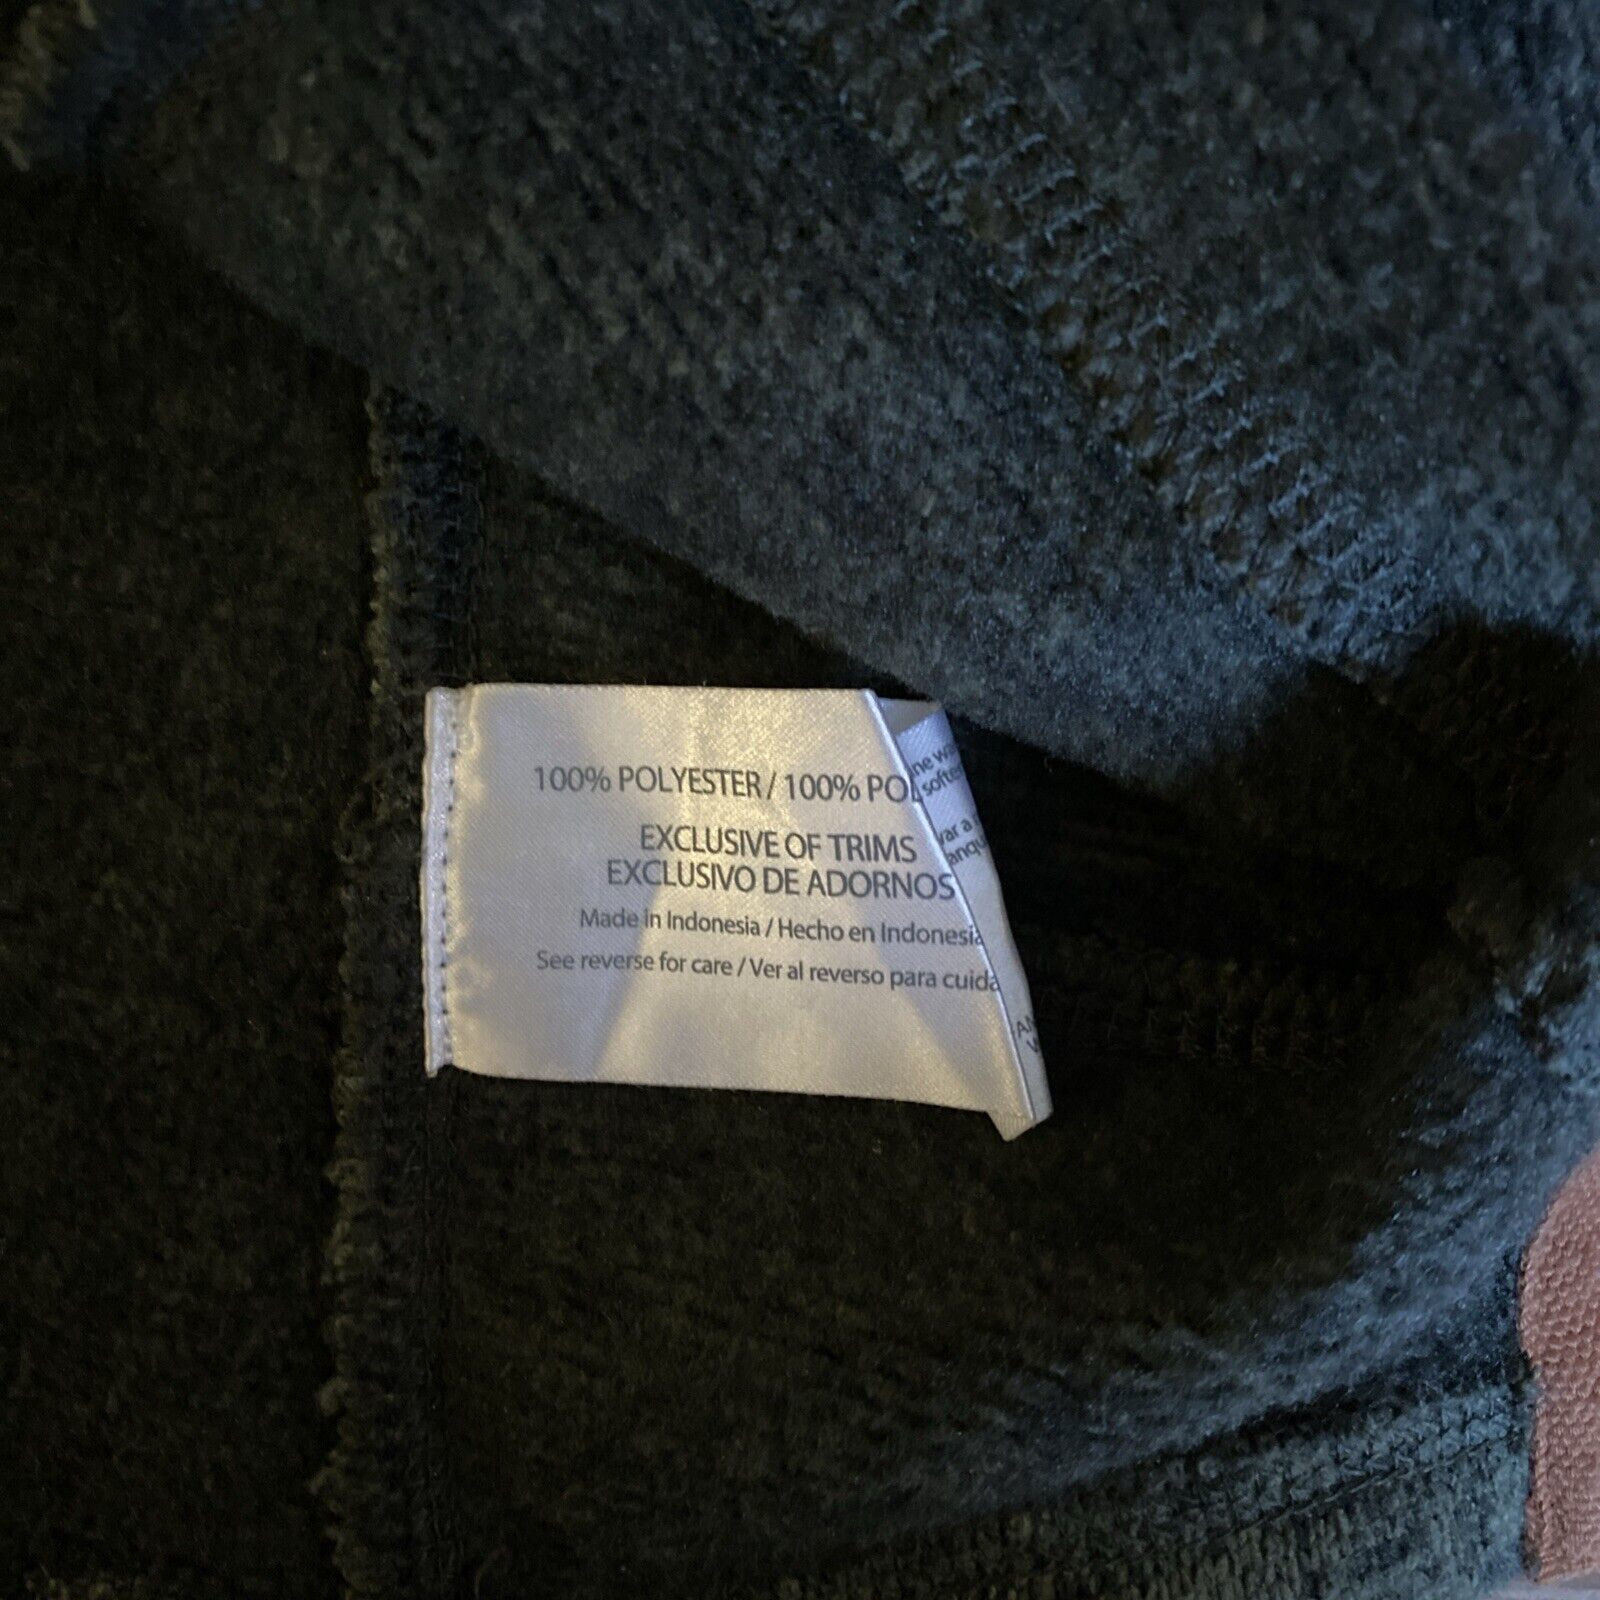 100% POLYESTER / 100% POL
EXCLUSIVE OF TRIMS
EXCLUSIVO DE ADORNOS
Made in Indonesia / Hecho en Indonesia
See reverse for care / Ver al reverso para cuida